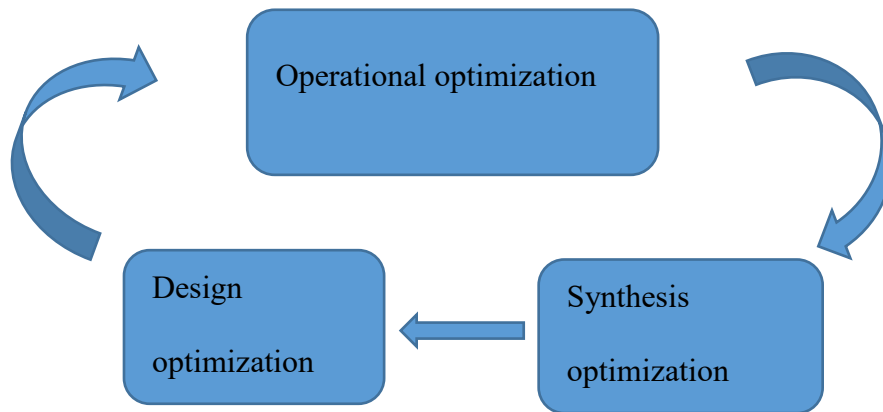 Operational optimization
Design
optimization
Synthesis
optimization